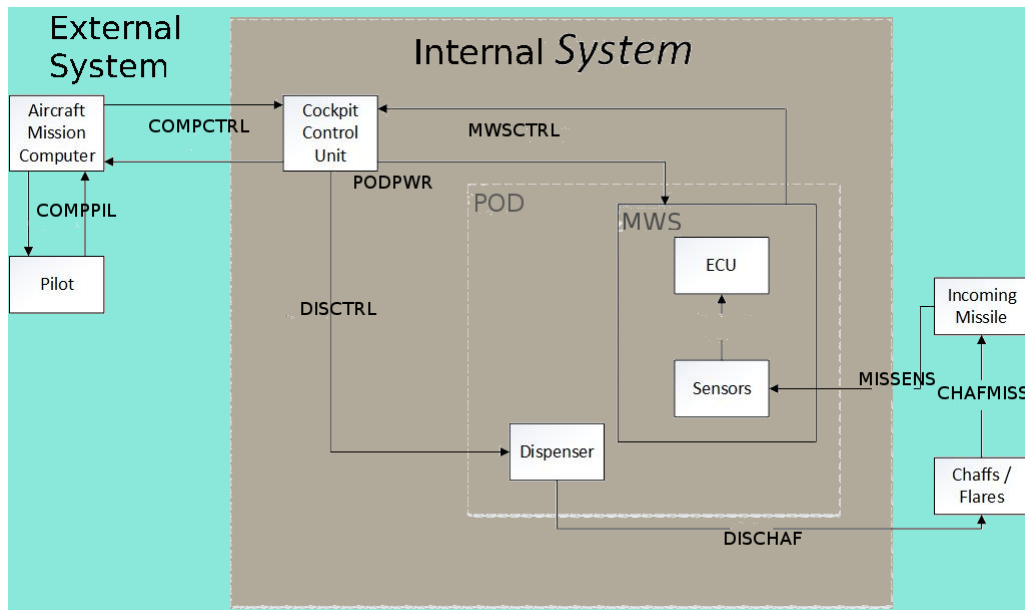 External
System
Internal System
Aircraft
Mission
Computer
COMPCTRL
Cockpit
Control
Unit
MWSCTRL
PODPWR
COMPPIL
POD
MWS
Pilot
ECU
DISCTRL
Incoming
Missile
MISSENS
CHAFMISS
Sensors
Dispenser
Chaffs /
Flares
DISCHAF